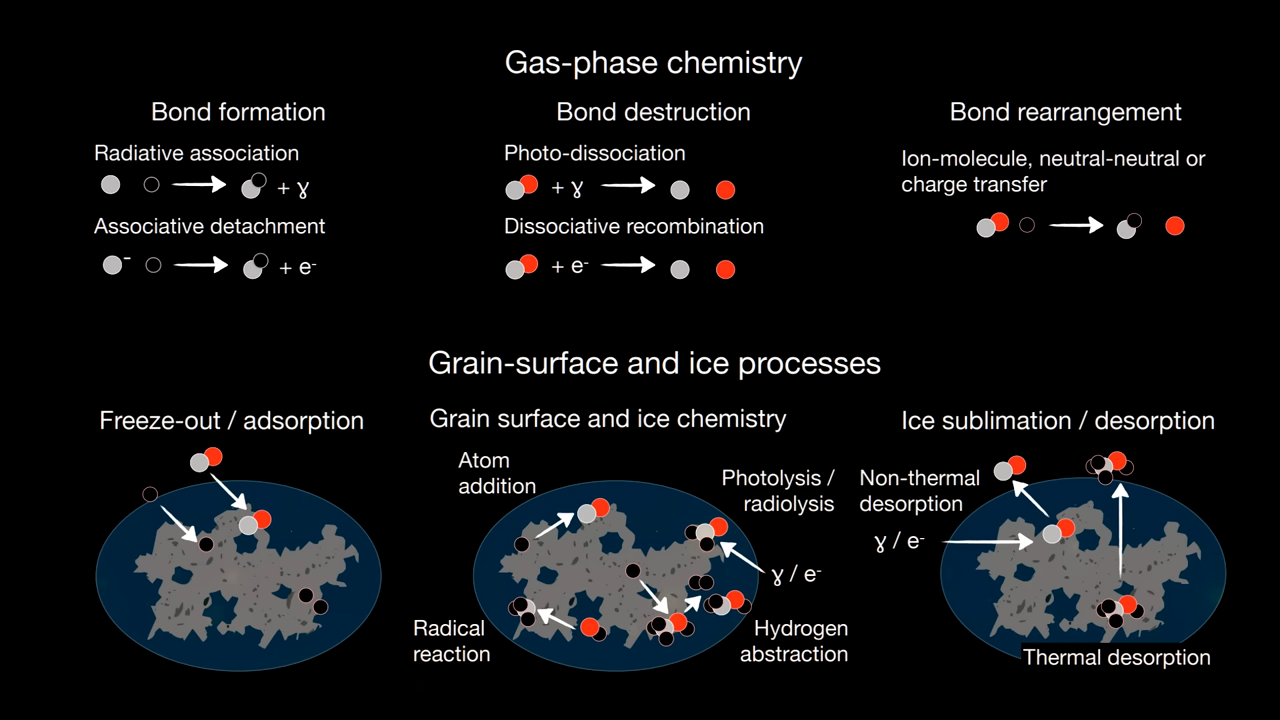 Gas-phase chemistry
Bond formation
Radiative association
+ ɣ
Associative detachment
-
+ e-
Bond destruction
Photo-dissociation
+ ɣ
Dissociative recombination
+ e-
Bond rearrangement
Ion-molecule, neutral-neutral or
charge transfer
Grain-surface and ice processes
Freeze-out / adsorption
Grain surface and ice chemistry
Atom
addition
Photolysis /
radiolysis
ɣ / e-
Radical
reaction
Hydrogen
abstraction
Ice sublimation / desorption
Non-thermal
desorption
ɣ / e-
Thermal desorption